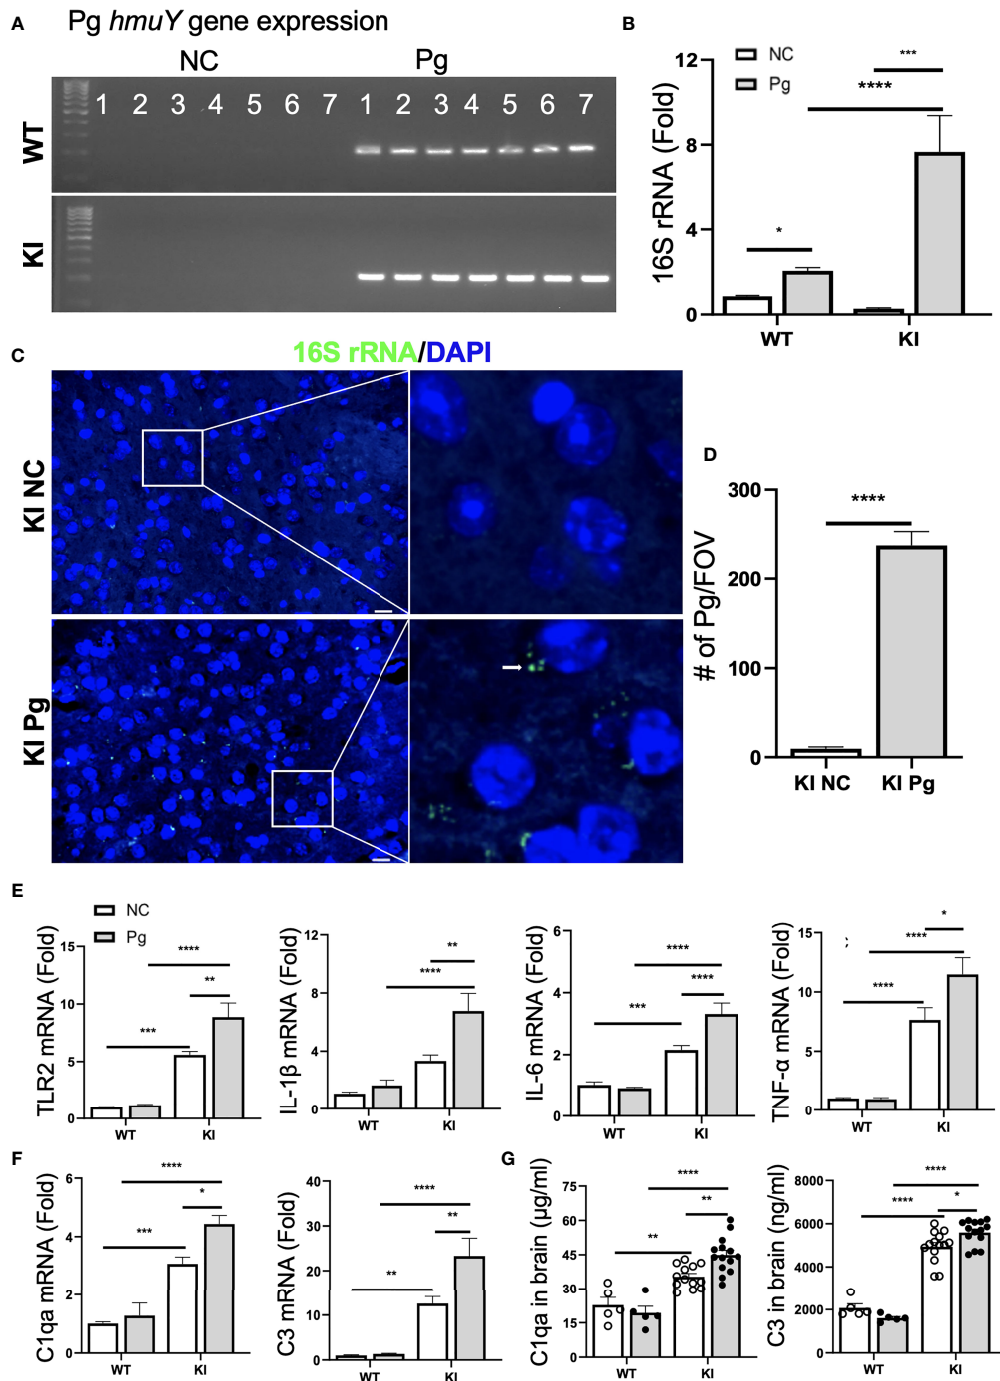 A
Pg hmuY gene expression
NC
Pg
WT
1 2 3 4 5 6 7 1 2 3 4 5 6 7
KI
B
NC
Pg
***
****
*
16S rRNA (Fold)
12
8
4
0
WT
KI
C
16S rRNA/DAPI
KI NC
KI Pg
D
****
# of Pg/FOV
300
200
100
0
KI NC
KI Pg
E
NC
Pg
TLR2 mRNA (Fold)
15
10
5
0
****
**
***
WT
KI
IL-1β mRNA (Fold)
12
8
4
0
**
****
WT
KI
IL-6 mRNA (Fold)
6
4
2
0
****
****
***
WT
KI
TNF-α mRNA (Fold)
15
10
5
0
*
****
****
WT
KI
F
C1qa mRNA (Fold)
6
4
2
0
****
*
***
WT
KI
C3 mRNA (Fold)
40
30
20
10
0
****
**
**
WT
KI
G
C1qa in brain (µg/ml)
75
60
45
30
15
0
****
**
**
WT
KI
C3 in brain (ng/ml)
8000
6000
4000
2000
0
****
****
*
WT
KI